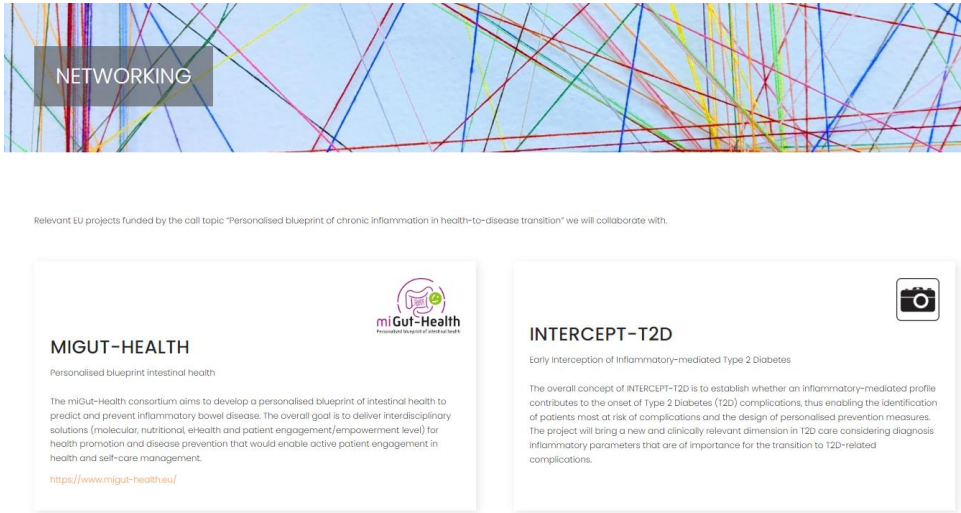 NETWORKING
Relevant EU projects funded by the call topic “Personalised blueprint of chronic inflammation in health-to-disease transition” we will collaborate with.
miGut-Health
Personalised blueprint of intestinal health
MIGUT-HEALTH
Personalised blueprint intestinal health
The miGut-Health consortium aims to develop a personalised blueprint of intestinal health to
predict and prevent inflammatory bowel disease. The overall goal is to deliver interdisciplinary
solutions (molecular, nutritional, eHealth and patient engagement/empowerment level) for
health promotion and disease prevention that would enable active patient engagement in
health and self-care management.
https://www.migut-health.eu/
INTERCEPT-T2D
Early Interception of Inflammatory-mediated Type 2 Diabetes
The overall concept of INTERCEPT-T2D is to establish whether an inflammatory-mediated profile
contributes to the onset of Type 2 Diabetes (T2D) complications, thus enabling the identification
of patients most at risk of complications and the design of personalised prevention measures.
The project will bring a new and clinically relevant dimension in T2D care considering diagnosis
inflammatory parameters that are of importance for the transition to T2D-related
complications.